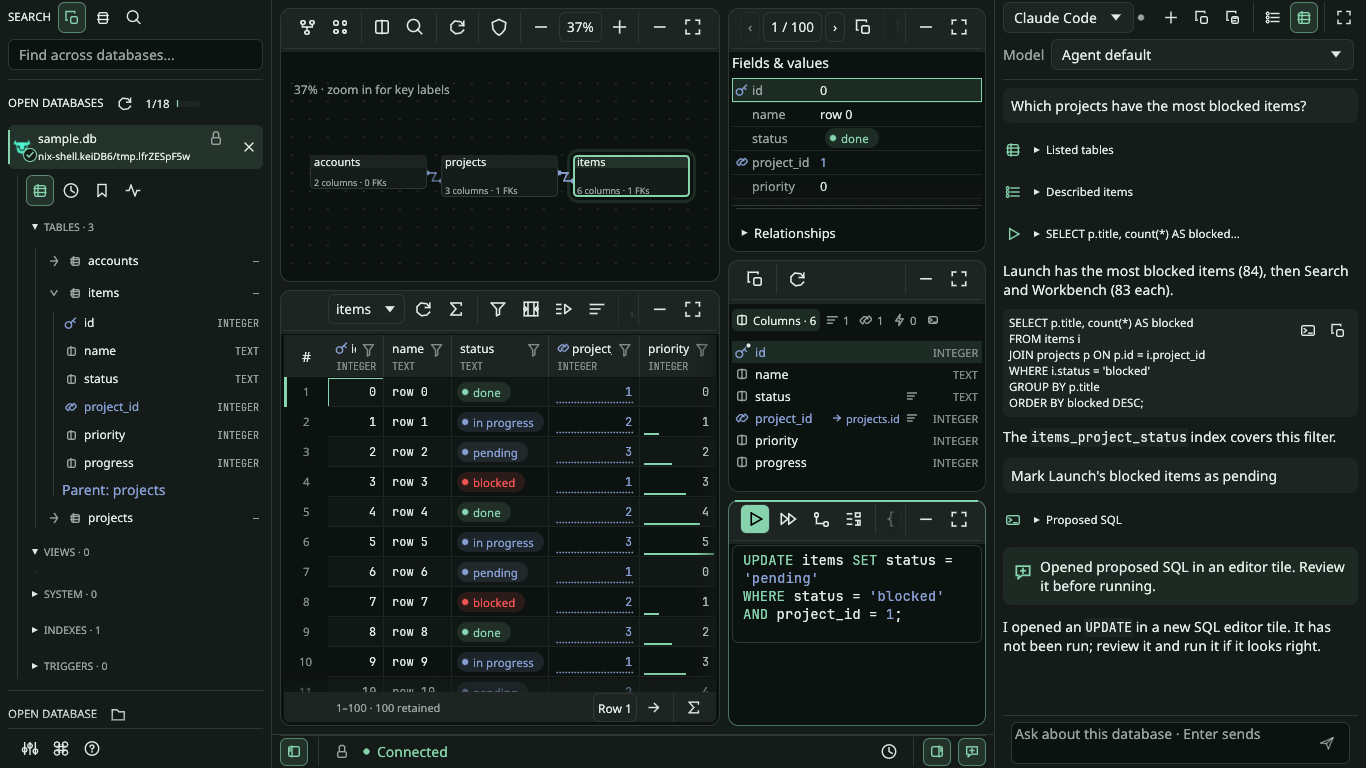 SEARCH
Find across databases...
OPEN DATABASES 1/18
sample.db
nix-shell.keiDB6/tmp.lfrZESpF5w
TABLES · 3
accounts –
items –
id INTEGER
name TEXT
status TEXT
project_id INTEGER
priority INTEGER
progress INTEGER
Parent: projects
projects –
VIEWS · 0
SYSTEM · 0
INDEXES · 1
TRIGGERS · 0
OPEN DATABASE
37%
37% · zoom in for key labels
accounts
2 columns · 0 FKs
projects
3 columns · 1 FKs
items
6 columns · 1 FKs
items
# INTEGER
name TEXT
status TEXT
project INTEGER
priority INTEGER
1 0 row 0 done 1 0
2 1 row 1 in progress 2 1
3 2 row 2 pending 3 2
4 3 row 3 blocked 1 3
5 4 row 4 done 2 4
6 5 row 5 in progress 3 5
7 6 row 6 pending 1 0
8 7 row 7 blocked 2 1
9 8 row 8 done 3 2
10 9 row 9 in progress 1 3
11 10 row 10 pending 2 4
1–100 · 100 retained
Row 1
Connected
1 / 100
Fields & values
id 0
name row 0
status done
project_id 1
priority 0
Relationships
Columns · 6 1 1 0
id INTEGER
name TEXT
status TEXT
project_id projects.id INTEGER
priority INTEGER
progress INTEGER
UPDATE items SET status =
'pending'
WHERE status = 'blocked'
AND project_id = 1;
Claude Code
Model Agent default
Which projects have the most blocked items?
Listed tables
Described items
SELECT p.title, count(*) AS blocked...
Launch has the most blocked items (84), then Search
and Workbench (83 each).
SELECT p.title, count(*) AS blocked
FROM items i
JOIN projects p ON p.id = i.project_id
WHERE i.status = 'blocked'
GROUP BY p.title
ORDER BY blocked DESC;
The items_project_status index covers this filter.
Mark Launch's blocked items as pending
Proposed SQL
Opened proposed SQL in an editor tile. Review
it before running.
I opened an UPDATE in a new SQL editor tile. It has
not been run; review it and run it if it looks right.
Ask about this database · Enter sends